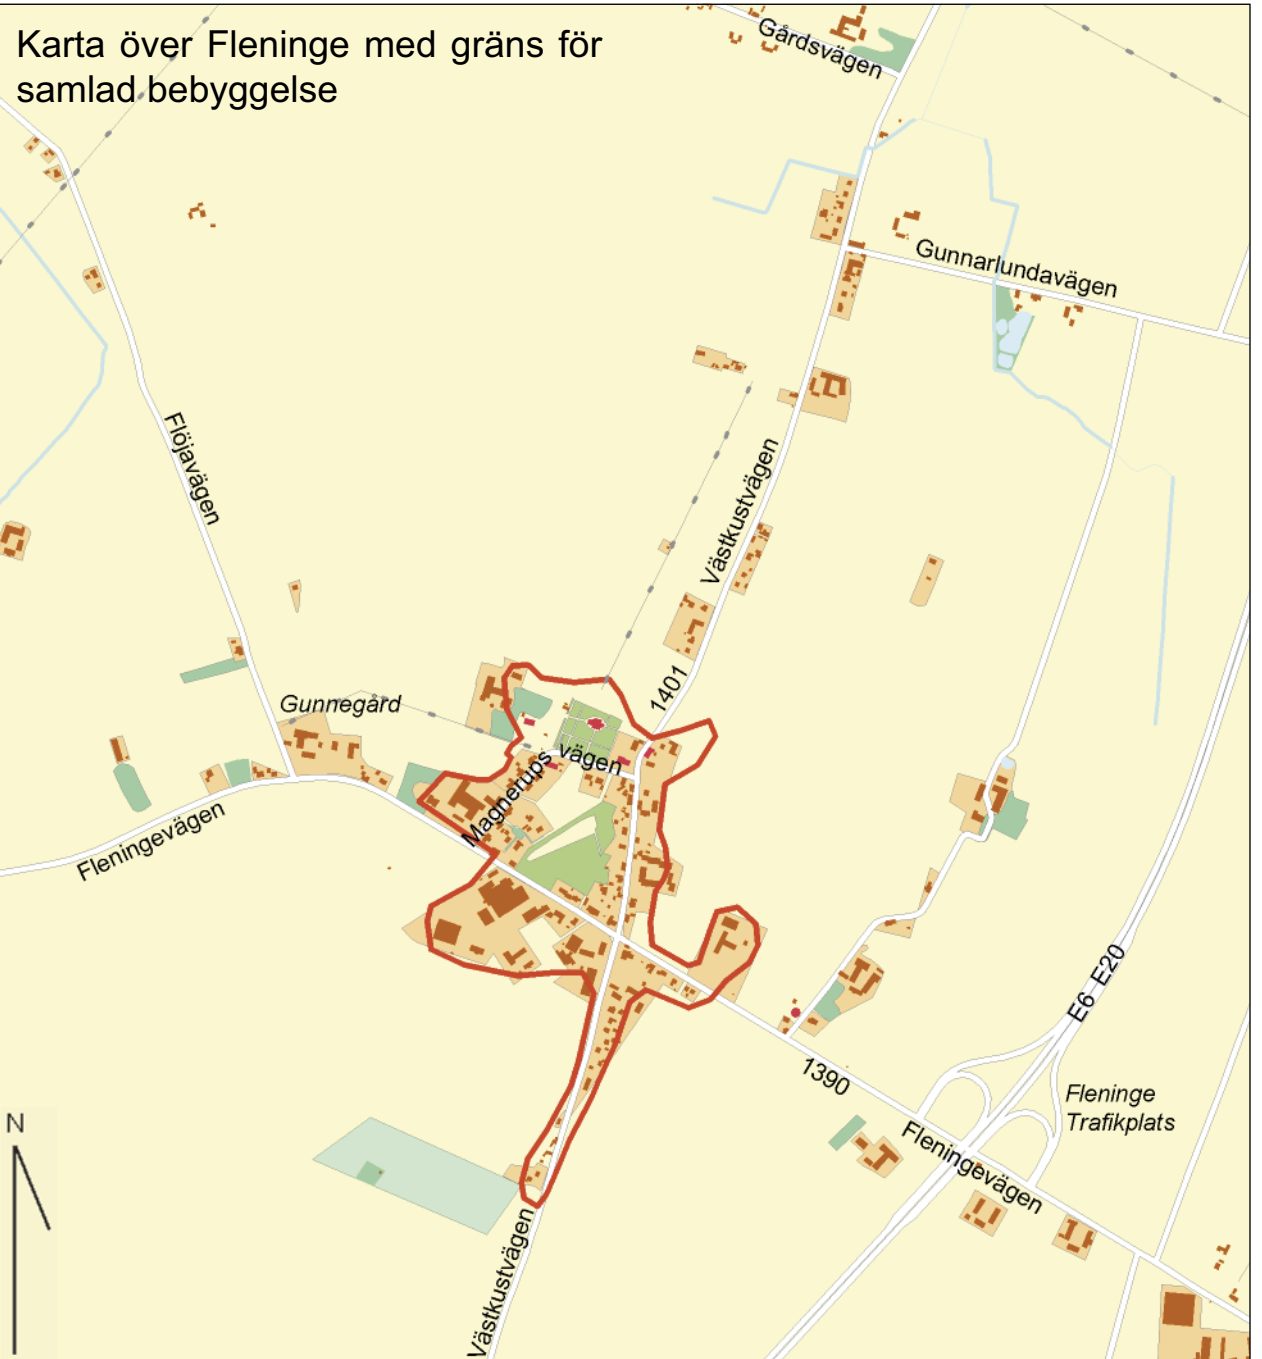 Karta över Fleninge med gräns för
samlad bebyggelse
Gårdsvägen
Gunnarlundavägen
Flöjavägen
Västkustvägen
1401
Gunnegård
Magnerups vägen
Fleningevägen
E6 E20
1390
Fleninge
Trafikplats
Fleningevägen
N
Västkustvägen